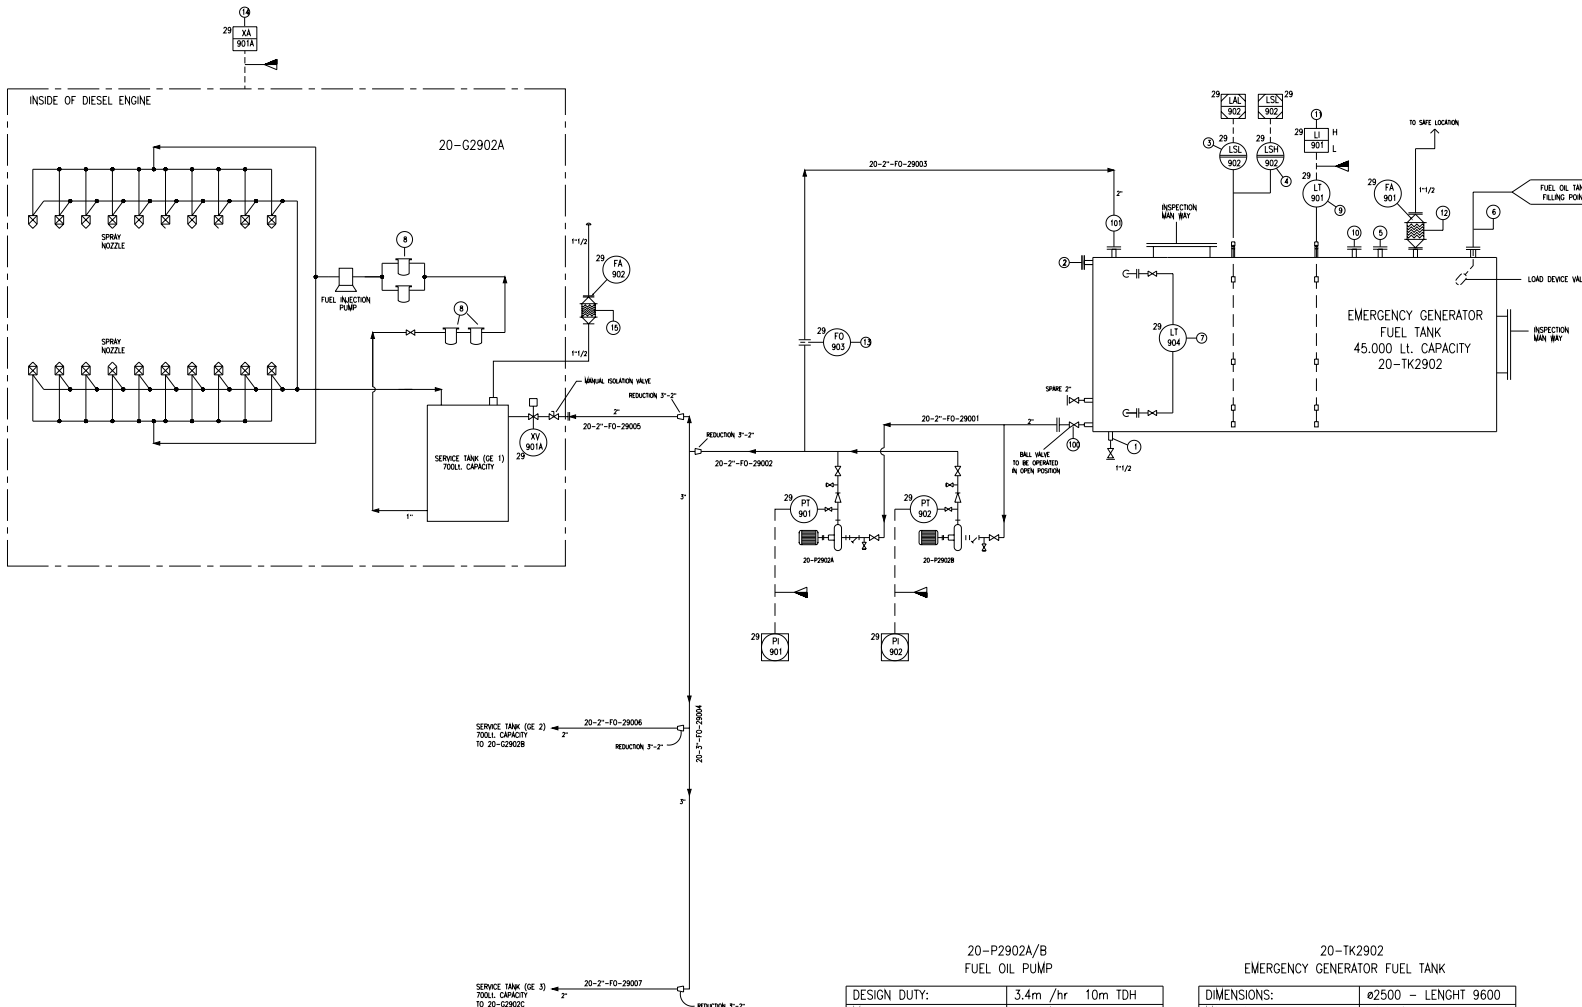 14
29
XA
901A
INSIDE OF DIESEL ENGINE
20-G2902A
SPRAY
NOZZLE
8
FUEL INJECTION
PUMP
8
SPRAY
NOZZLE
1"1/2
29
FA
902
15
1"1/2
MANUAL ISOLATION VALVE
REDUCTION 3"-2"
2"
20-2"-FO-29005
XV
901A
29
SERVICE TANK (GE 1)
700Lt. CAPACITY
1"
REDUCTION 3"-2"
20-2"-FO-29002
3"
20-2"-FO-29003
2"
101
29
FO
903
13
20-2"-FO-29001
2"
BALL VALVE
TO BE OPERATED
IN OPEN POSITION
100
SPARE 2"
1
1"1/2
29
PT
901
29
PT
902
20-P2902A
20-P2902B
29
PI
901
29
PI
902
INSPECTION
MAN WAY
2
29
LAL
902
LSL
902
29
3
29
LSL
902
29
LSH
902
4
11
29
LI
901
H
L
29
LT
901
9
10
5
TO SAFE LOCATION
1"1/2
29
FA
901
12
6
FUEL OIL TAN
FILLING POIN
LOAD DEVICE VAL
29
LT
904
7
EMERGENCY GENERATOR
FUEL TANK
45.000 Lt. CAPACITY
20-TK2902
INSPECTION
MAN WAY
SERVICE TANK (GE 2)
700Lt. CAPACITY
TO 20-G2902B
20-2"-FO-29006
2"
REDUCTION 3"-2"
20-3"-FO-29004
3"
SERVICE TANK (GE 3)
700Lt. CAPACITY
TO 20-G2902C
20-2"-FO-29007
2"
REDUCTION 3"-2"
20-P2902A/B
FUEL OIL PUMP
DESIGN DUTY: 3.4m /hr 10m TDH
20-TK2902
EMERGENCY GENERATOR FUEL TANK
DIMENSIONS: ø2500 - LENGHT 9600